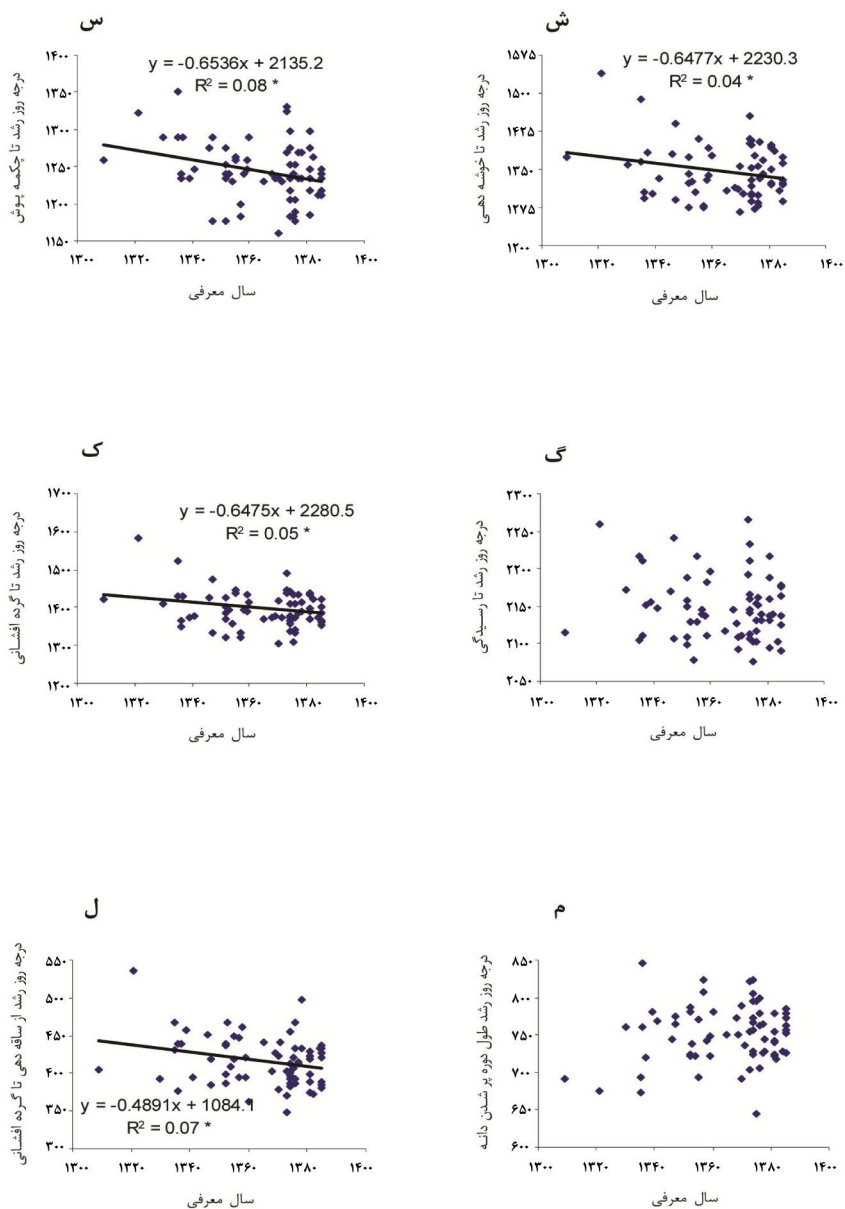 س
درجه روز رشد تا چکمه پوش
۱۴۰۰
۱۳۵۰
۱۳۰۰
۱۲۵۰
۱۲۰۰
۱۱۵۰
y = -0.6536x + 2135.2
R² = 0.08 *
۱۳۰۰ ۱۳۲۰ ۱۳۴۰ ۱۳۶۰ ۱۳۸۰ ۱۴۰۰
سال معرفی
ش
درجه روز رشد تا خوشه دهی
۱۵۷۵
۱۵۰۰
۱۴۲۵
۱۳۵۰
۱۲۷۵
۱۲۰۰
y = -0.6477x + 2230.3
R² = 0.04 *
۱۳۰۰ ۱۳۲۰ ۱۳۴۰ ۱۳۶۰ ۱۳۸۰ ۱۴۰۰
سال معرفی
ک
درجه روز رشد تا گرده افشانی
۱۷۰۰
۱۶۰۰
۱۵۰۰
۱۴۰۰
۱۳۰۰
۱۲۰۰
y = -0.6475x + 2280.5
R² = 0.05 *
۱۳۰۰ ۱۳۲۰ ۱۳۴۰ ۱۳۶۰ ۱۳۸۰ ۱۴۰۰
سال معرفی
گ
درجه روز رشد تا رسیدگی
۲۳۰۰
۲۲۵۰
۲۲۰۰
۲۱۵۰
۲۱۰۰
۲۰۵۰
۱۳۰۰ ۱۳۲۰ ۱۳۴۰ ۱۳۶۰ ۱۳۸۰ ۱۴۰۰
سال معرفی
ل
درجه روز رشد از ساقه دهی تا گرده افشانی
۵۵۰
۵۰۰
۴۵۰
۴۰۰
۳۵۰
۳۰۰
y = -0.4891x + 1084.1
R² = 0.07 *
۱۳۰۰ ۱۳۲۰ ۱۳۴۰ ۱۳۶۰ ۱۳۸۰ ۱۴۰۰
سال معرفی
م
درجه روز رشد طول دوره پر شدن دانه
۸۵۰
۸۰۰
۷۵۰
۷۰۰
۶۵۰
۶۰۰
۱۳۰۰ ۱۳۲۰ ۱۳۴۰ ۱۳۶۰ ۱۳۸۰ ۱۴۰۰
سال معرفی